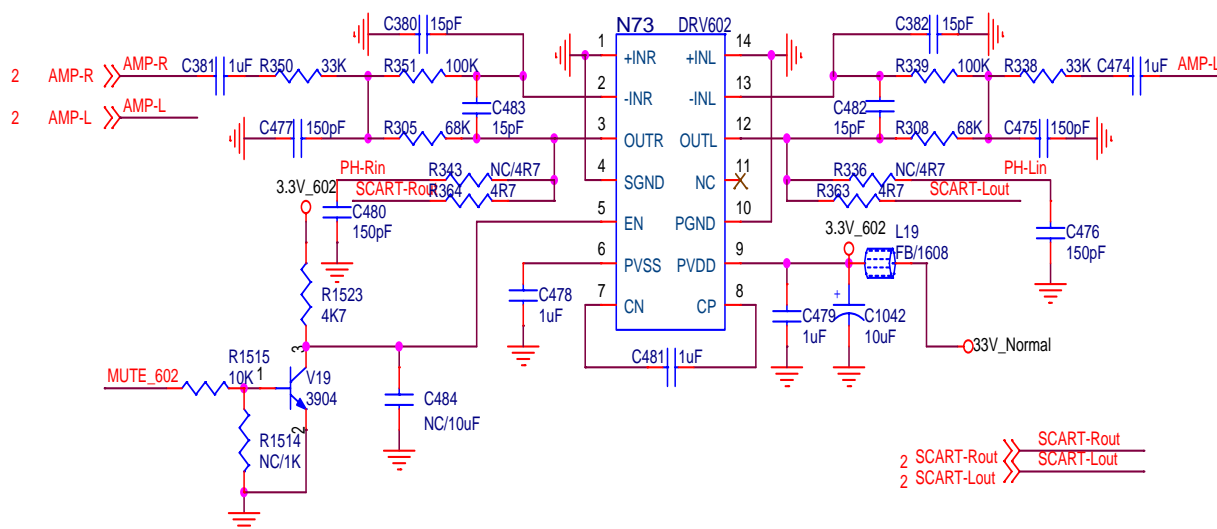 C380 15pF
N73 DRV602
C382 15pF
1 +INR +INL 14
2 AMP-R AMP-R C381 1uF R350 33K R351 100K
R339 100K R338 33K C474 1uF AMP-L
2 -INR -INL 13
2 AMP-L AMP-L
C483 15pF
C482 15pF
C477 150pF R305 68K
3 OUTR OUTL 12
R308 68K C475 150pF
PH-Rin R343 NC/4R7
4 SGND NC 11
R336 NC/4R7 PH-Lin
3.3V_602
SCART-Rout R364 4R7
R363 4R7 SCART-Lout
C480 150pF
5 EN PGND 10
3.3V_602 L19 FB/1608
C476 150pF
6 PVSS PVDD 9
R1523 4K7
C478 1uF
7 CN CP 8
C479 1uF
+ C1042 10uF
C481 1uF
33V_Normal
MUTE_602 R1515 10K 1 3 V19 3904 2
C484 NC/10uF
R1514 NC/1K
2 SCART-Rout SCART-Rout
2 SCART-Lout SCART-Lout